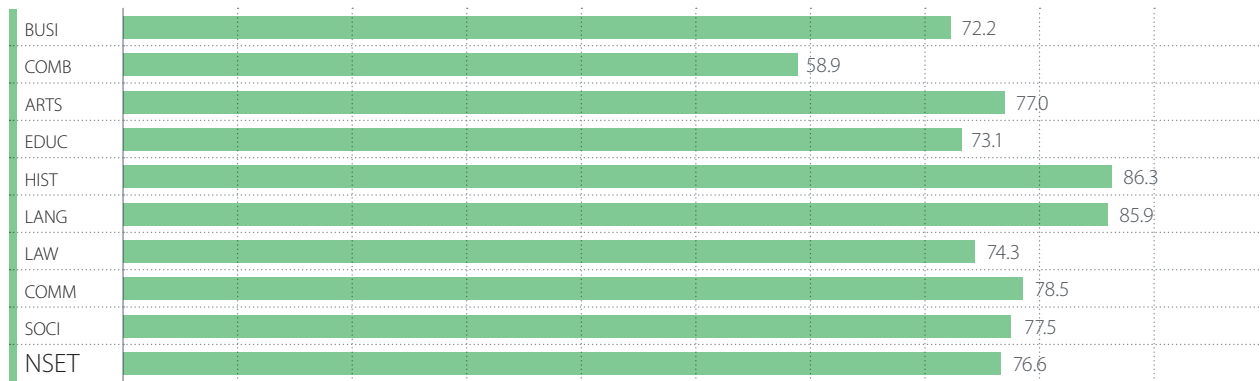 BUSI 72.2
COMB 58.9
ARTS 77.0
EDUC 73.1
HIST 86.3
LANG 85.9
LAW 74.3
COMM 78.5
SOCI 77.5
NSET 76.6